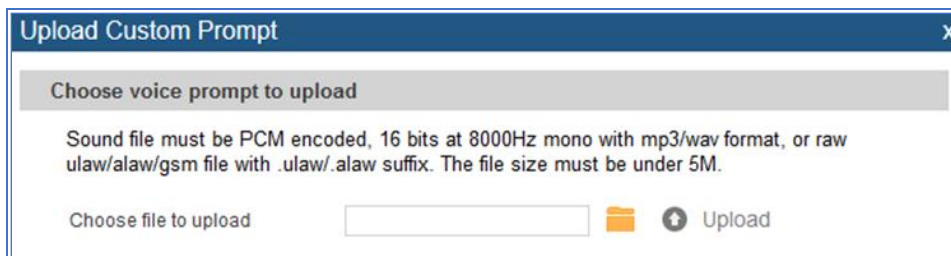 Upload Custom Prompt x
Choose voice prompt to upload
Sound file must be PCM encoded, 16 bits at 8000Hz mono with mp3/wav format, or raw
ulaw/alaw/gsm file with .ulaw/.alaw suffix. The file size must be under 5M.
Choose file to upload Upload